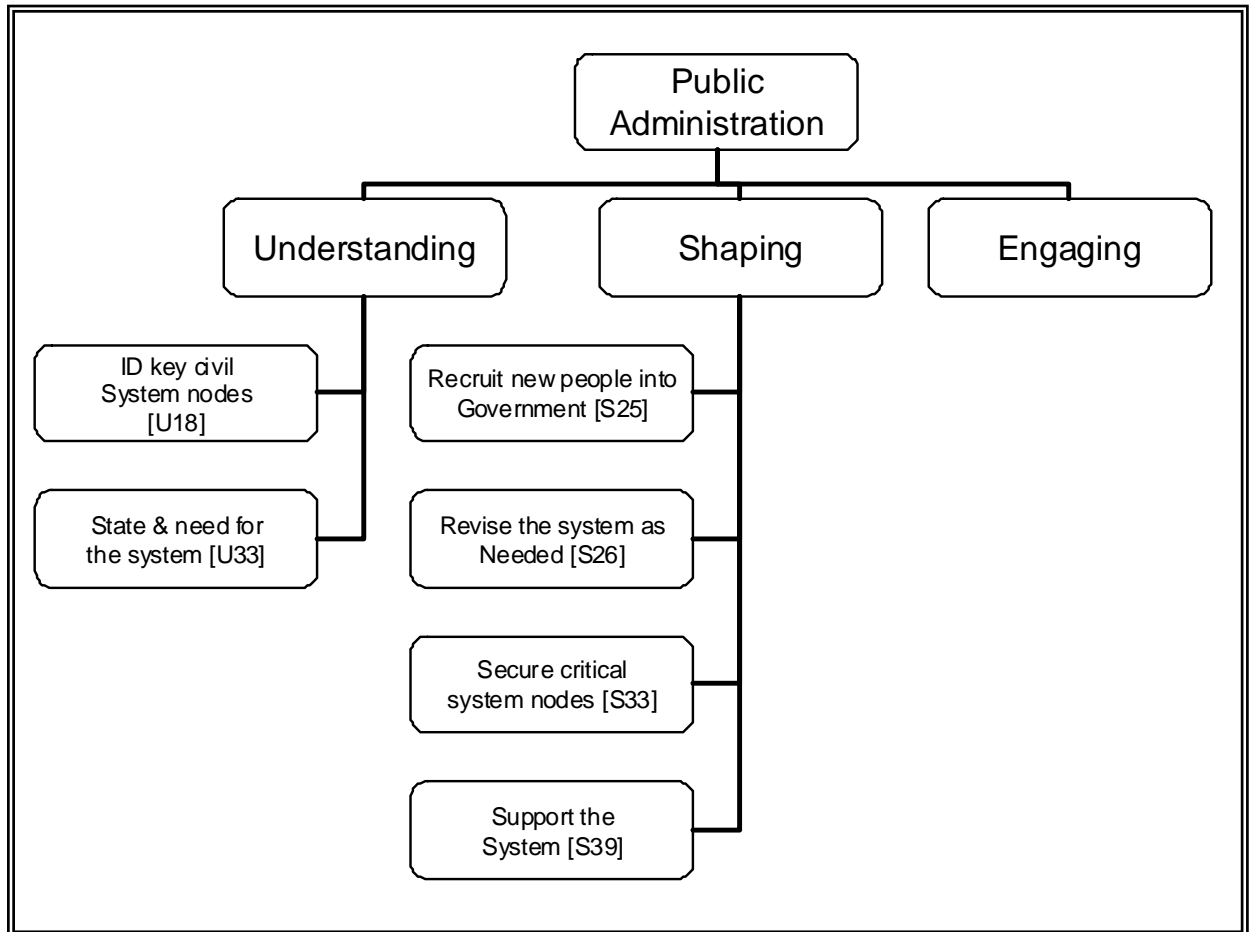 Public
Administration
Understanding
Shaping
Engaging
ID key civil
System nodes
[U18]
State & need for
the system [U33]
Recruit new people into
Government [S25]
Revise the system as
Needed [S26]
Secure critical
system nodes [S33]
Support the
System [S39]